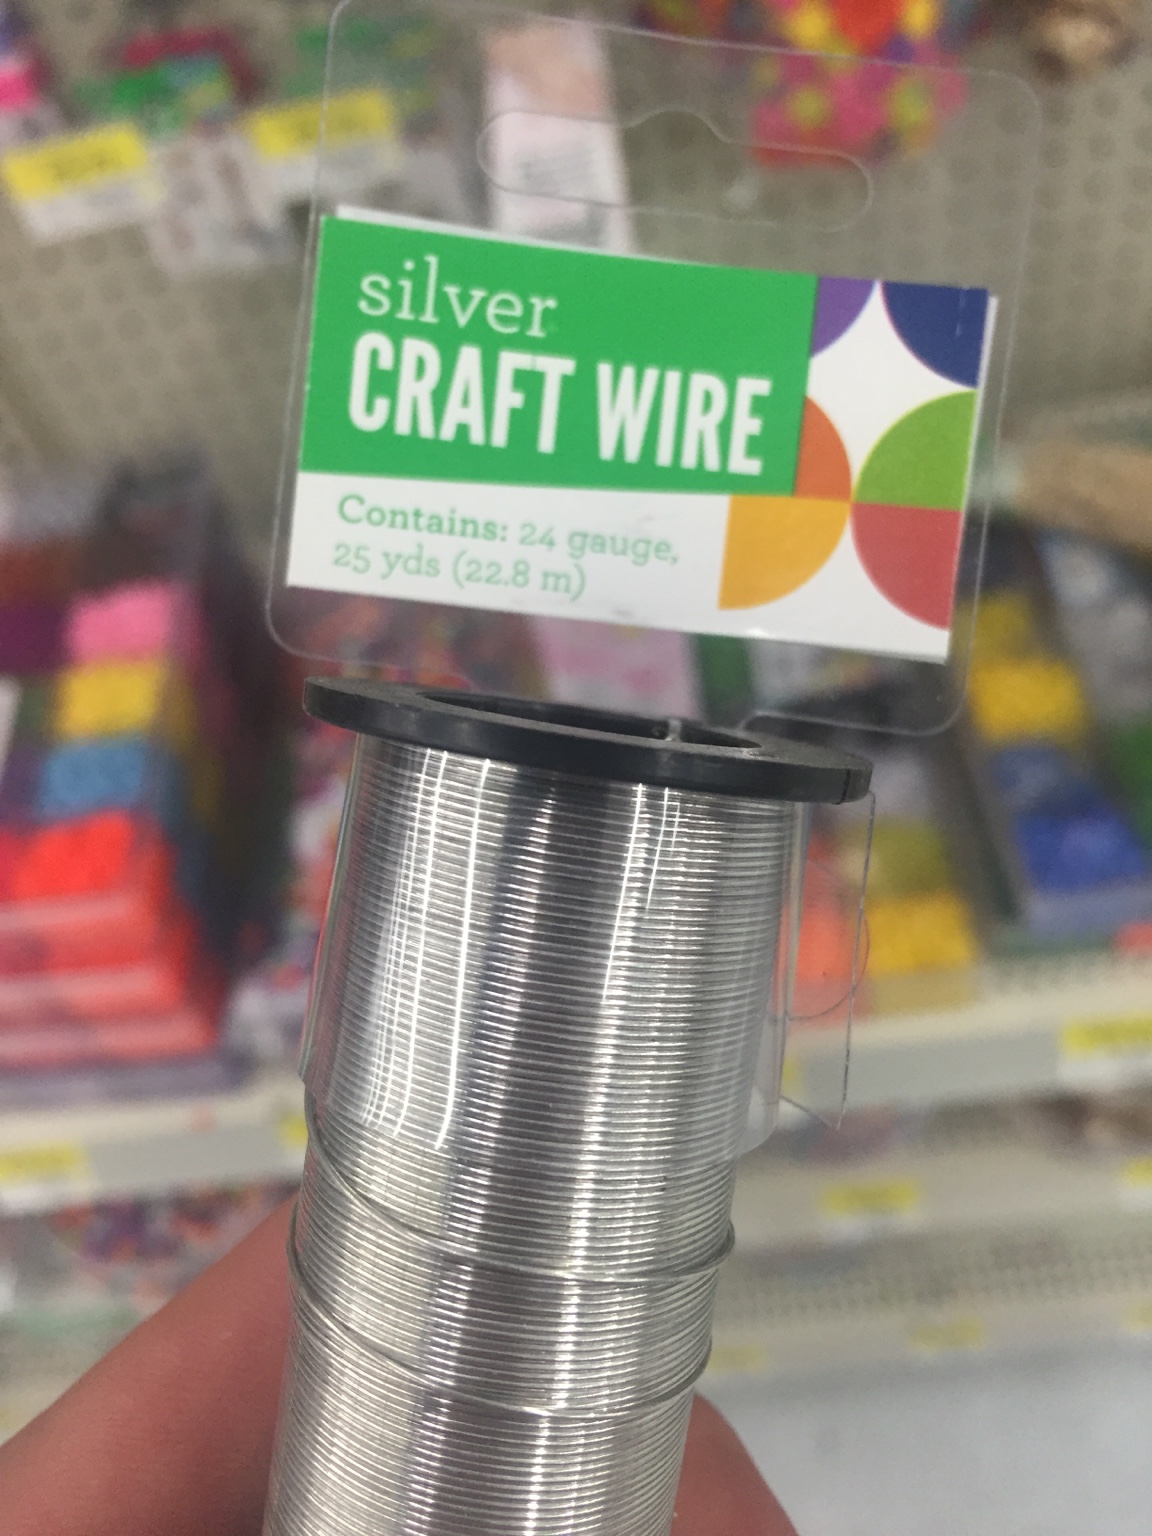 silver
CRAFT WIRE
Contains: 24 gauge,
25 yds (22.8 m)